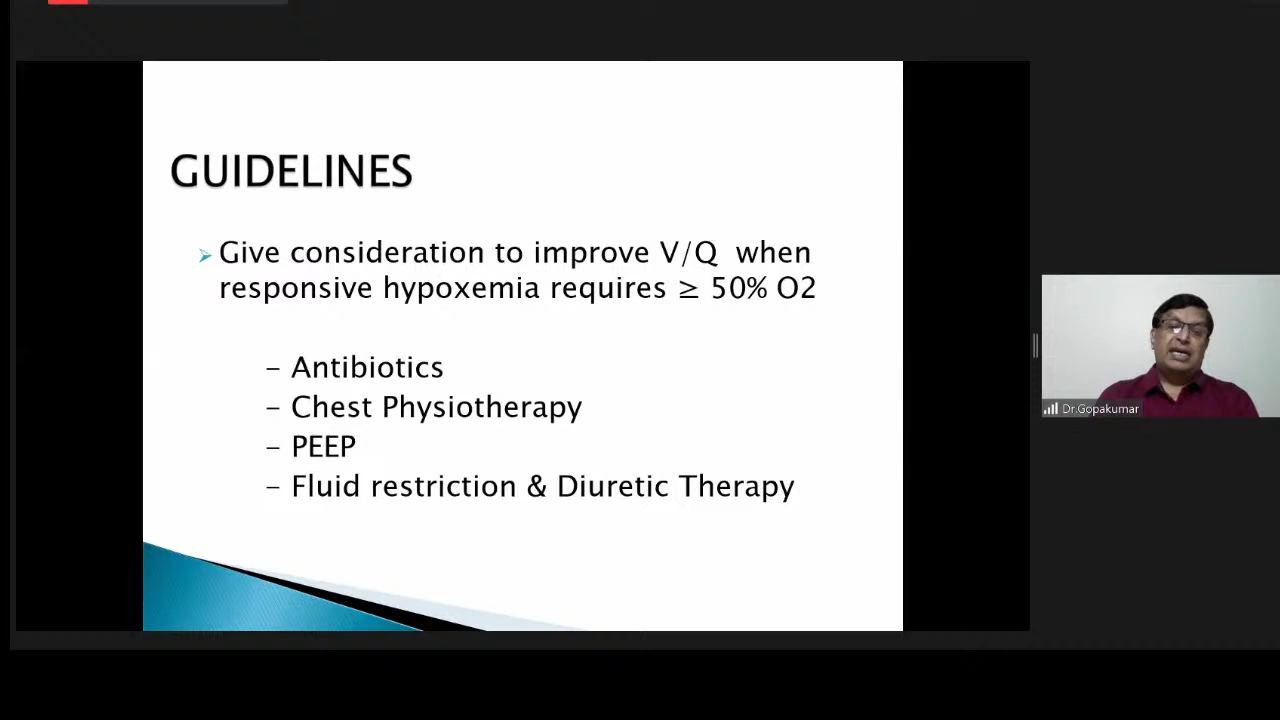 GUIDELINES
Give consideration to improve V/Q when
responsive hypoxemia requires ≥ 50% O2
– Antibiotics
– Chest Physiotherapy
– PEEP
– Fluid restriction & Diuretic Therapy
Dr.Gopakumar